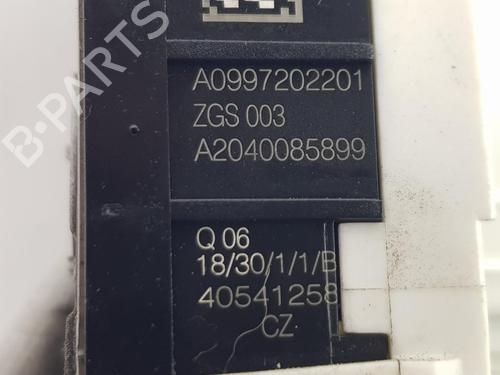 A0997202201
ZGS 003
A2040085899
Q 06
18/30/1/1/B
40541258
CZ
B-PARTS